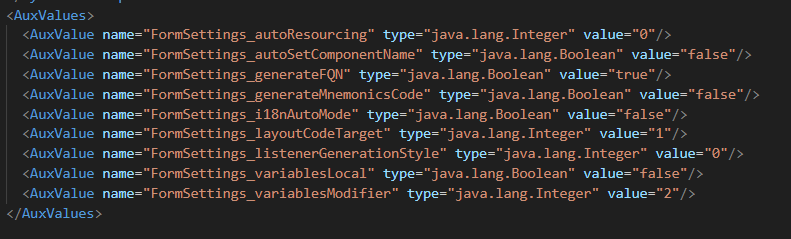 <AuxValues>
<AuxValue name="FormSettings_autoResourcing" type="java.lang.Integer" value="0"/>
<AuxValue name="FormSettings_autoSetComponentName" type="java.lang.Boolean" value="false"/>
<AuxValue name="FormSettings_generateFQN" type="java.lang.Boolean" value="true"/>
<AuxValue name="FormSettings_generateMnemonicsCode" type="java.lang.Boolean" value="false"/>
<AuxValue name="FormSettings_i18nAutoMode" type="java.lang.Boolean" value="false"/>
<AuxValue name="FormSettings_layoutCodeTarget" type="java.lang.Integer" value="1"/>
<AuxValue name="FormSettings_listenerGenerationStyle" type="java.lang.Integer" value="0"/>
<AuxValue name="FormSettings_variablesLocal" type="java.lang.Boolean" value="false"/>
<AuxValue name="FormSettings_variablesModifier" type="java.lang.Integer" value="2"/>
</AuxValues>